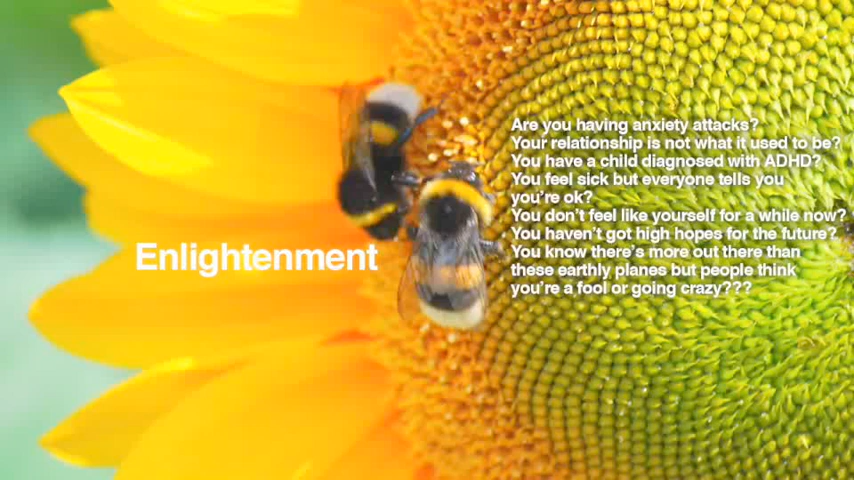 Enlightenment
Are you having anxiety attacks?
Your relationship is not what it used to be?
You have a child diagnosed with ADHD?
You feel sick but everyone tells you
you're ok?
You don't feel like yourself for a while now?
You haven't got high hopes for the future?
You know there's more out there than
these earthly planes but people think
you're a fool or going crazy???